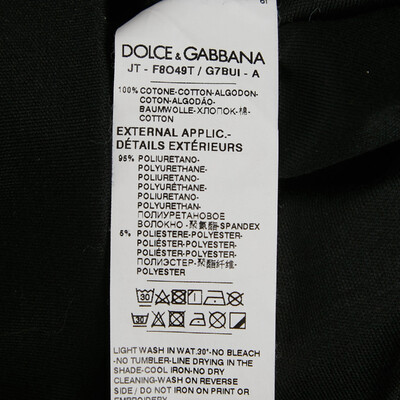 DOLCE & GABBANA
JT - F8O49T / G7BUI - A
100% COTONE-COTTON-ALGODON-
COTON-ALGODÃO-
BAUMWOLLE-ХЛОПОК-棉-
COTTON
EXTERNAL APPLIC.-
DÉTAILS EXTÉRIEURS
95% POLIURETANO-
POLYURETHANE-
POLIURETANO-
POLYURETHANE-
POLIURETANO-
POLYURETHAN-
ПОЛИУРЕТАНОВОЕ
ВОЛОКНО-聚氨酯-SPANDEX
5% POLIESTERE-POLYESTER-
POLIÉSTER-POLYESTER-
POLIÉSTER-POLYESTER-
ПОЛИЭСТЕР-聚酯纤维-
POLYESTER
30
30
LIGHT WASH IN WAT.30°-NO BLEACH
-NO TUMBLER-LINE DRYING IN THE
SHADE-COOL IRON-NO DRY
CLEANING-WASH ON REVERSE
SIDE / DO NOT IRON ON PRINT OR
EMBROIDERY